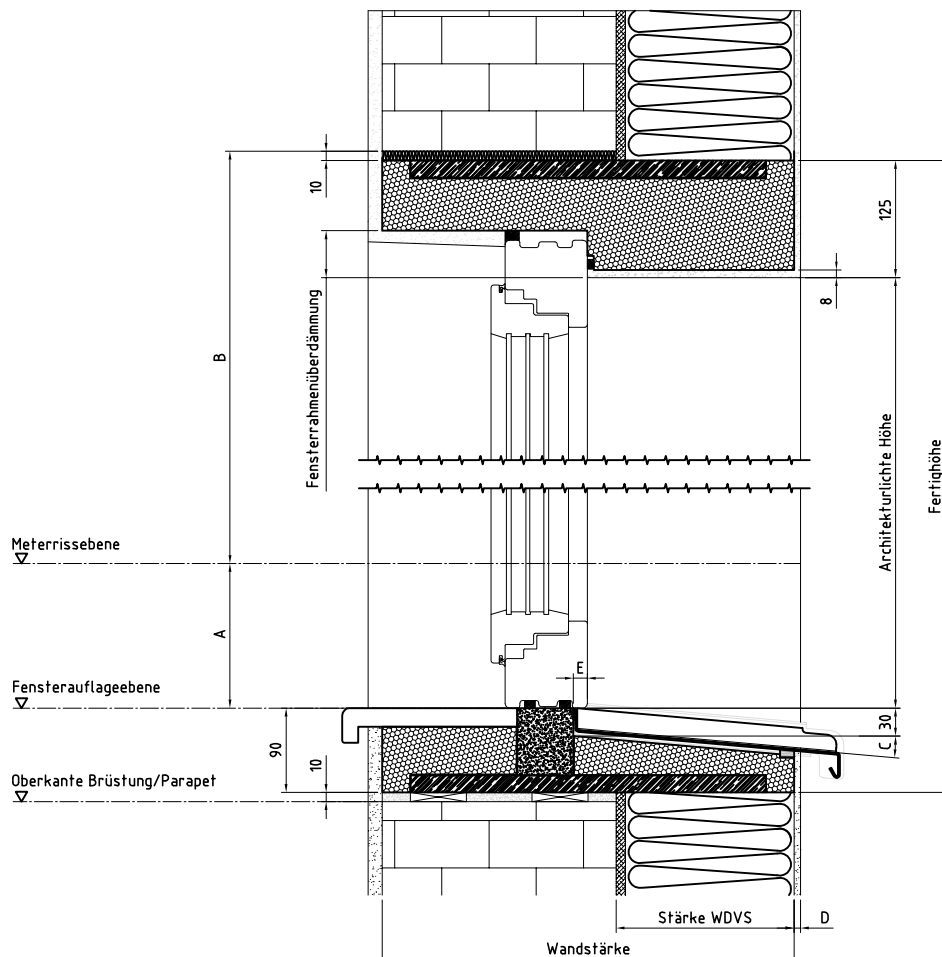 10
125
8
B
Fensterrahmenüberdämmung
Architekturlichte Höhe
Fertighöhe
Meterrissebene
A
E
Fensterauflageebene
30
C
90
10
Oberkante Brüstung/Parapet
Stärke WDVS
D
Wandstärke